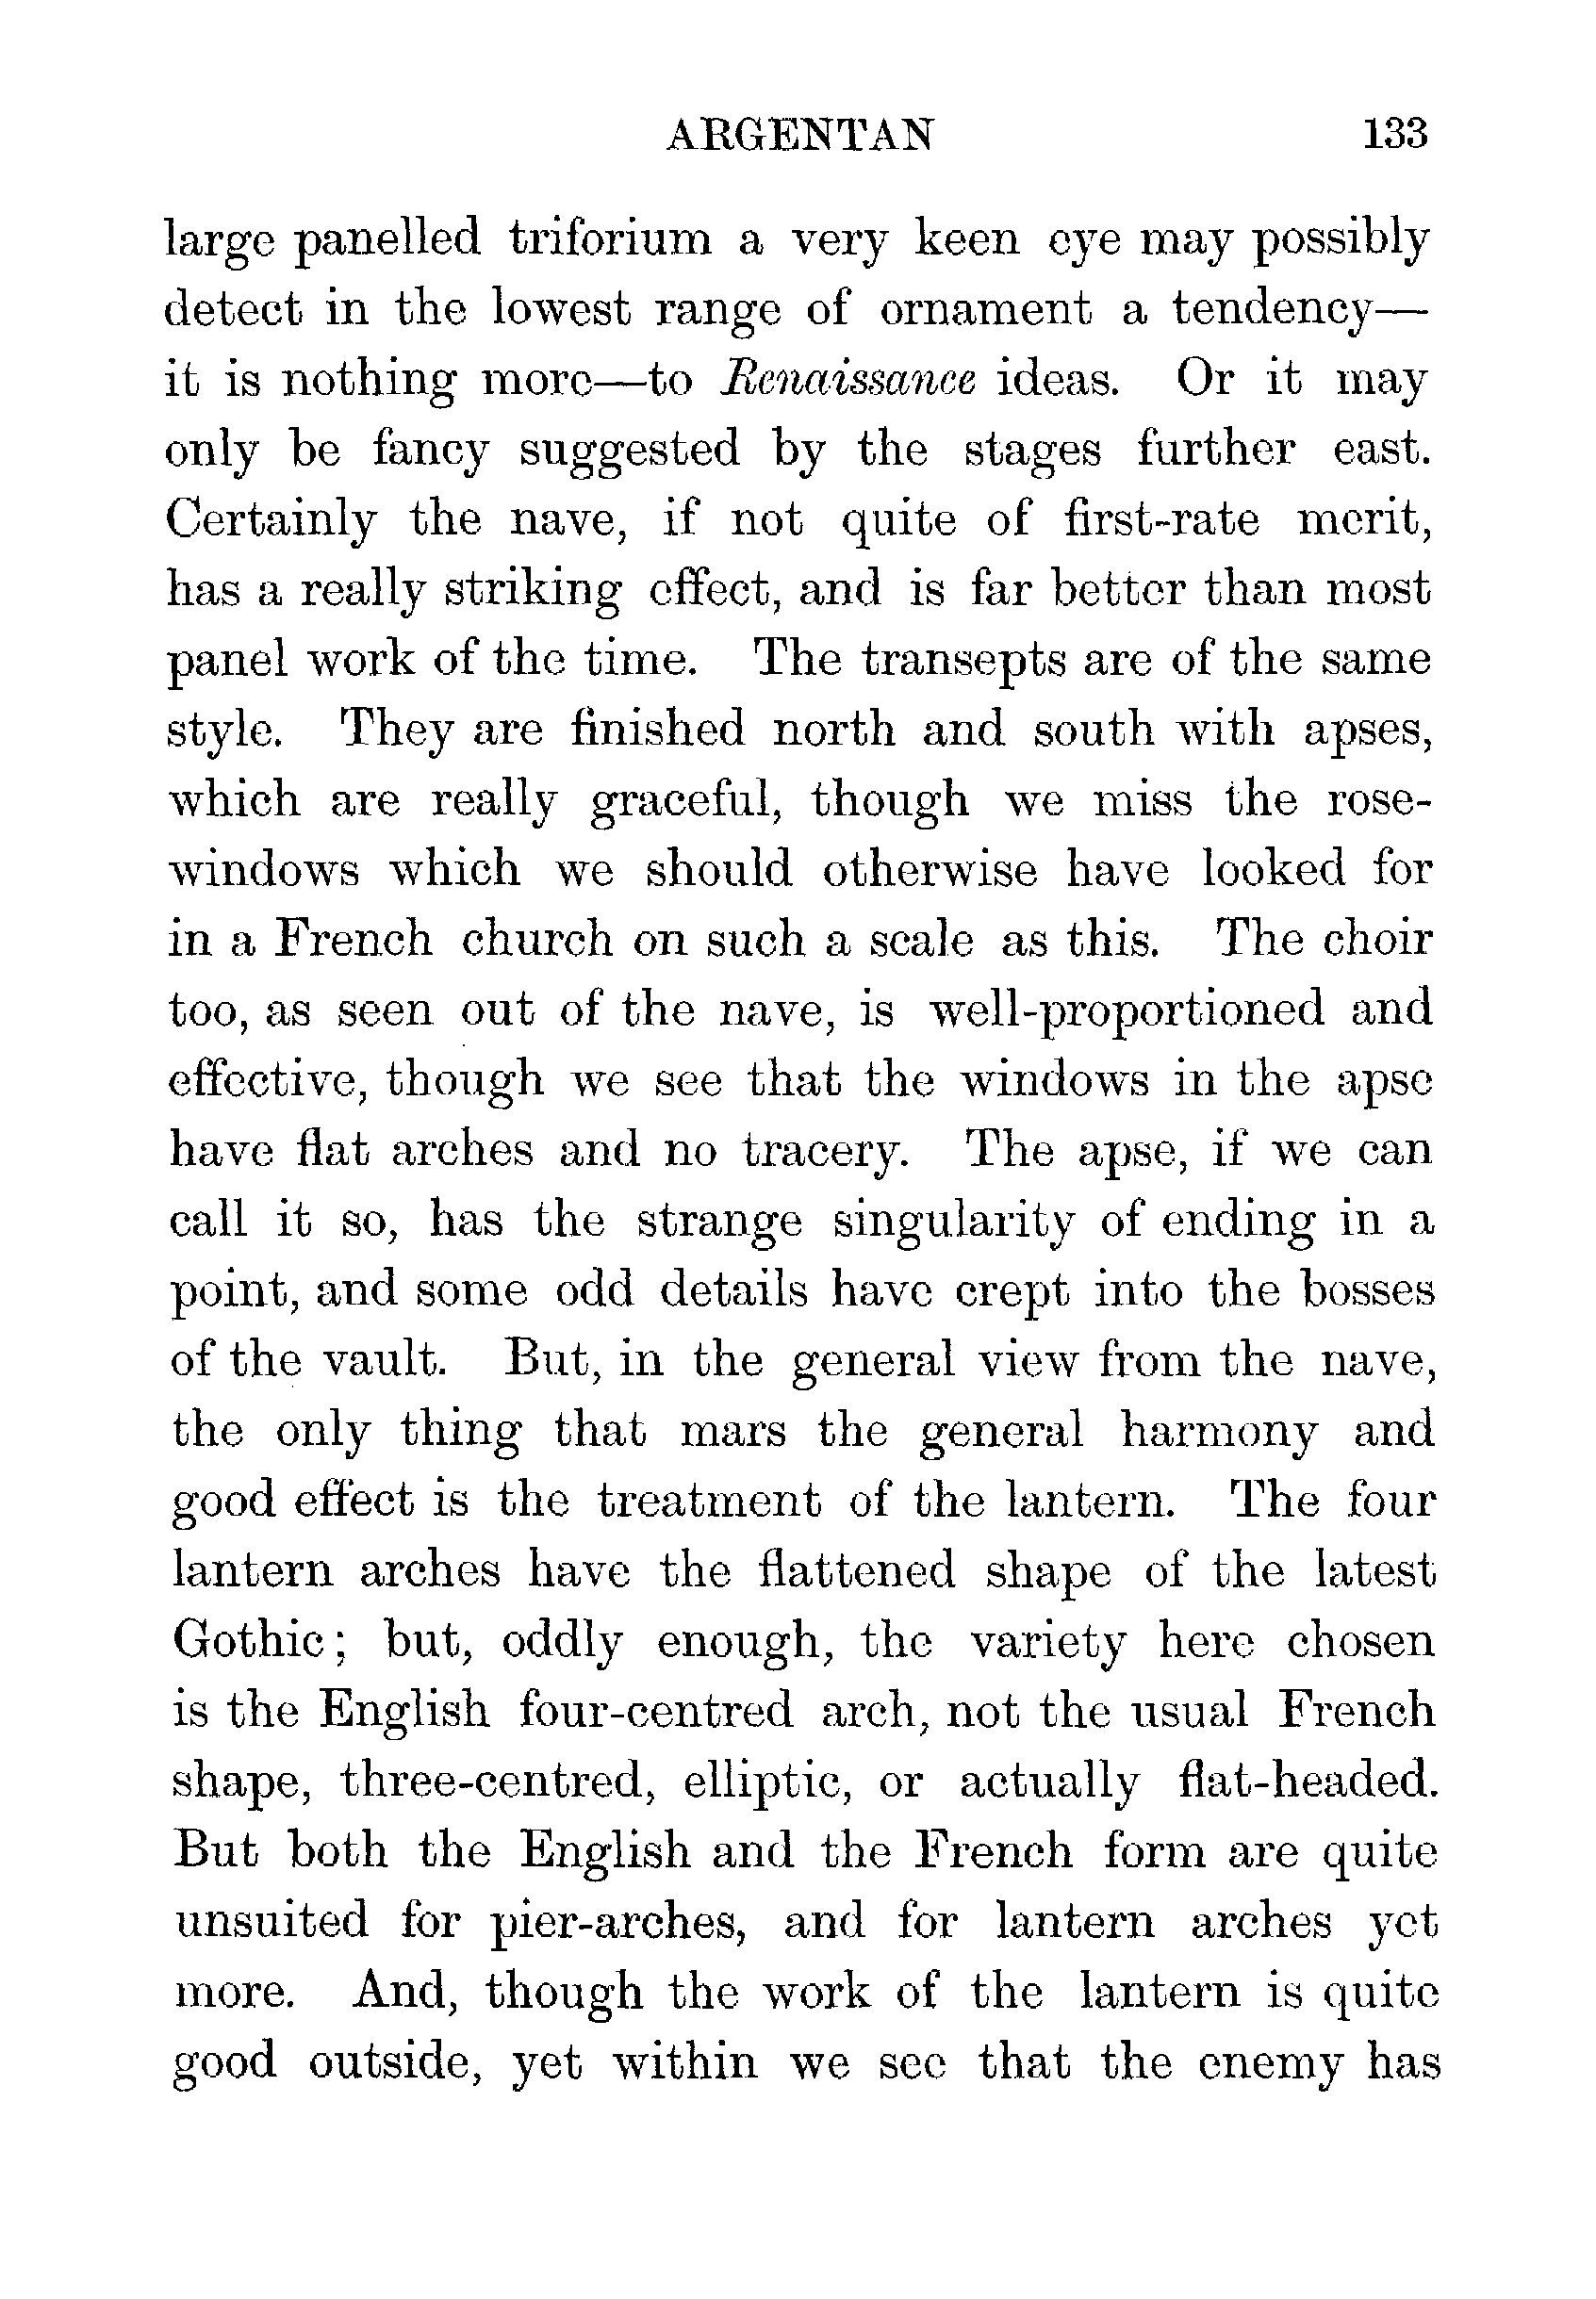 ARGENTAN 133
large panelled triforium a very keen eye may possibly
detect in the lowest range of ornament a tendency—
it is nothing more—to Renaissance ideas. Or it may
only be fancy suggested by the stages further east.
Certainly the nave, if not quite of first-rate merit,
has a really striking effect, and is far better than most
panel work of the time. The transepts are of the same
style. They are finished north and south with apses,
which are really graceful, though we miss the rose-
windows which we should otherwise have looked for
in a French church on such a scale as this. The choir
too, as seen out of the nave, is well-proportioned and
effective, though we see that the windows in the apse
have flat arches and no tracery. The apse, if we can
call it so, has the strange singularity of ending in a
point, and some odd details have crept into the bosses
of the vault. But, in the general view from the nave,
the only thing that mars the general harmony and
good effect is the treatment of the lantern. The four
lantern arches have the flattened shape of the latest
Gothic; but, oddly enough, the variety here chosen
is the English four-centred arch, not the usual French
shape, three-centred, elliptic, or actually flat-headed.
But both the English and the French form are quite
unsuited for pier-arches, and for lantern arches yet
more. And, though the work of the lantern is quite
good outside, yet within we see that the enemy has